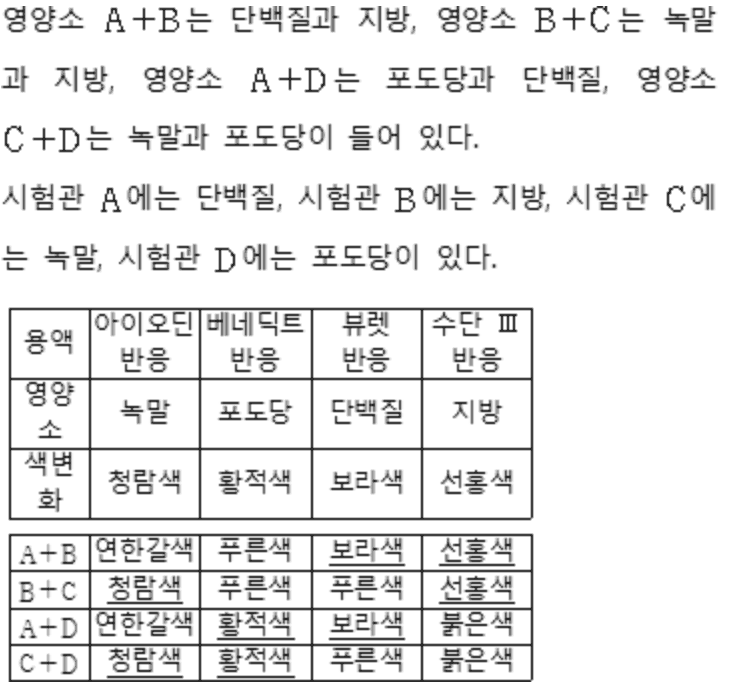 영양소 A+B는 단백질과 지방, 영양소 B+C는 녹말
과 지방, 영양소 A+D는 포도당과 단백질, 영양소
C+D는 녹말과 포도당이 들어 있다.
시험관 A에는 단백질, 시험관 B에는 지방, 시험관 C에
는 녹말, 시험관 D에는 포도당이 있다.
용액 아이오딘 반응 베네딕트 반응 뷰렛 반응 수단 Ⅲ 반응
영양소 녹말 포도당 단백질 지방
색변화 청람색 황적색 보라색 선홍색
A+B 연한갈색 푸른색 보라색 선홍색
B+C 청람색 푸른색 푸른색 선홍색
A+D 연한갈색 황적색 보라색 붉은색
C+D 청람색 황적색 푸른색 붉은색